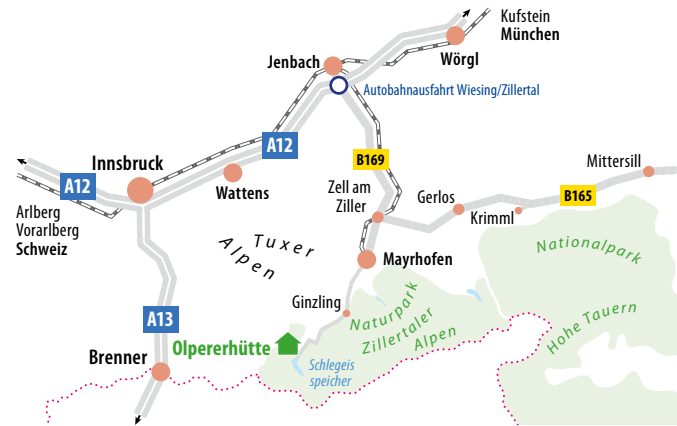 Kufstein
München
Jenbach
Wörgl
Autobahnausfahrt Wiesing/Zillertal
A12
B169
Mittersill
Innsbruck
A12
Wattens
Zell am
Ziller
Gerlos
B165
Krimml
Arlberg
Vorarlberg
Schweiz
Tuxer
Alpen
Nationalpark
Hohe Tauern
Mayrhofen
Ginzling
Naturpark
Zillertaler
Alpen
A13
Olpererhütte
Brenner
Schlegeis
speicher